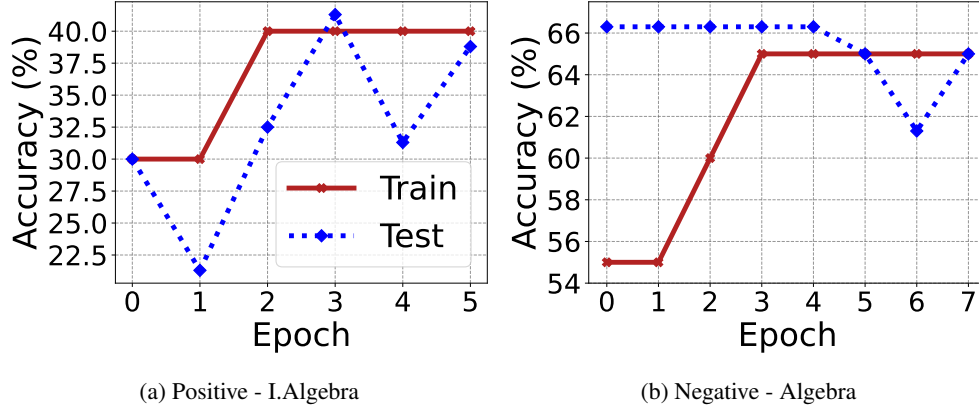 Accuracy (%)
40.0
37.5
35.0
32.5
30.0
27.5
25.0
22.5
0 1 2 3 4 5
Epoch
Train
Test
(a) Positive - I.Algebra
Accuracy (%)
66
64
62
60
58
56
54
0 1 2 3 4 5 6 7
Epoch
(b) Negative - Algebra